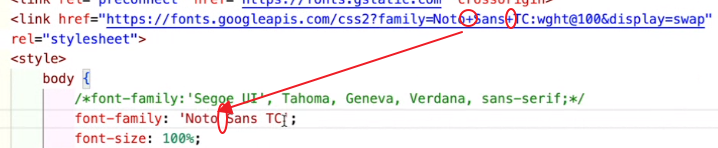 <link rel="preconnect" href="https://fonts.gstatic.com" crossorigin>
<link href="https://fonts.googleapis.com/css2?family=Noto+Sans+TC:wght@100&display=swap"
rel="stylesheet">
<style>
body {
/*font-family:'Segoe UI', Tahoma, Geneva, Verdana, sans-serif;*/
font-family: 'Noto Sans TC';
font-size: 100%;